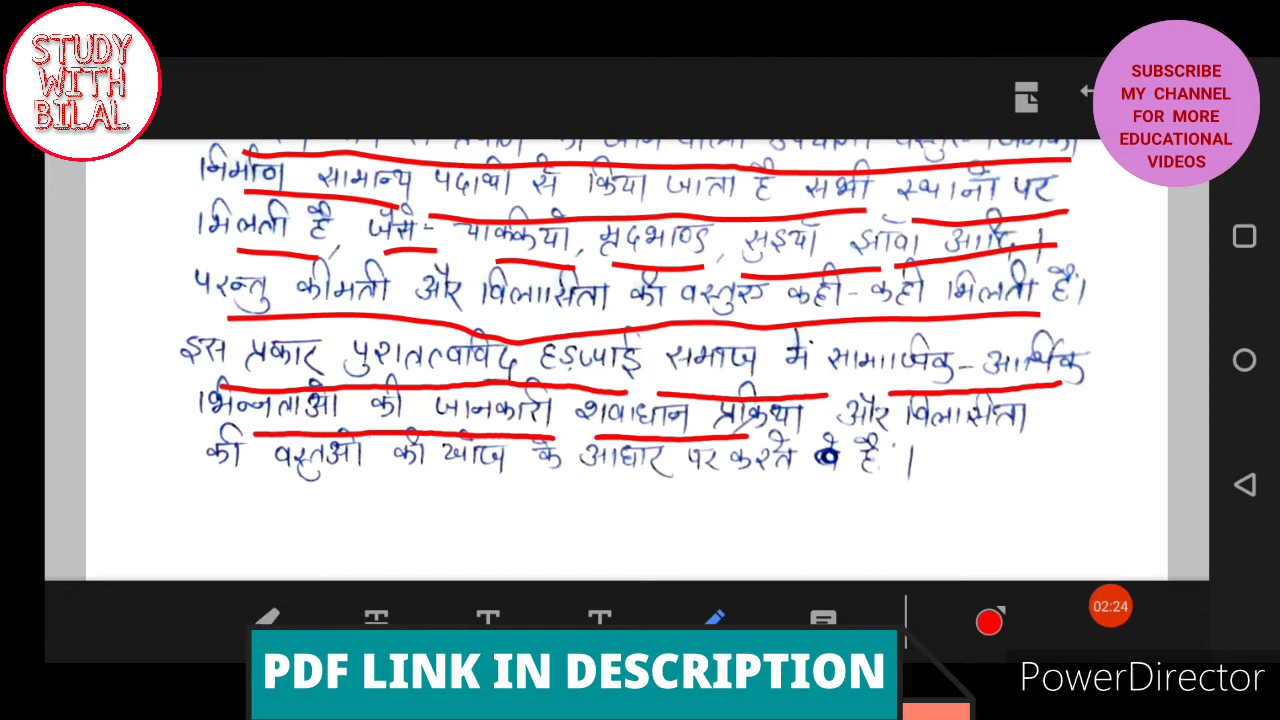 STUDY
WITH
BILAL
SUBSCRIBE
MY CHANNEL
FOR MORE
EDUCATIONAL
VIDEOS
निर्माण सामान्य पदार्थो से किया जाता है सभी स्थानों पर
मिलती है, जैसे- चाक्कियो, मृदभाण्ड, सुइयाँ झाँवा आदि।
परन्तु कीमती और विलासिता की वस्तुए कही-कही मिलती है।
इस प्रकार पुरातत्वविद हड़प्पाई समाज में सामाजिक-आर्थिक
भिन्नताओ की जानकारी शवाधान प्रक्रिया और विलासिता
की वस्तुओ की खोज के आधार पर करते है।
02:24
PDF LINK IN DESCRIPTION
PowerDirector